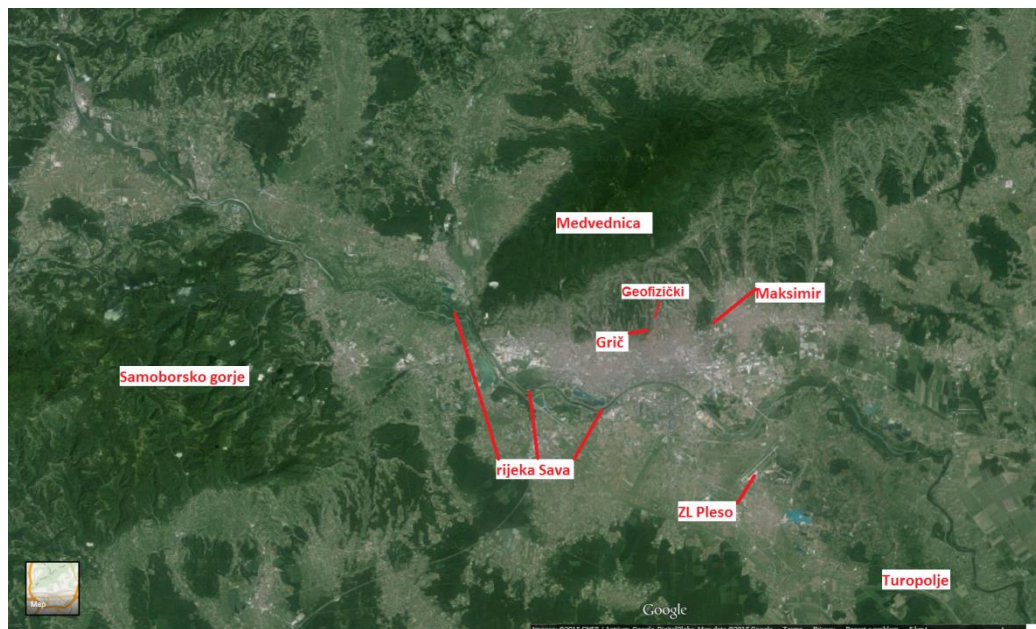 Medvednica
Geofizički
Maksimir
Grič
Samoborsko gorje
rijeka Sava
ZL Pleso
Turopolje
Map
Google